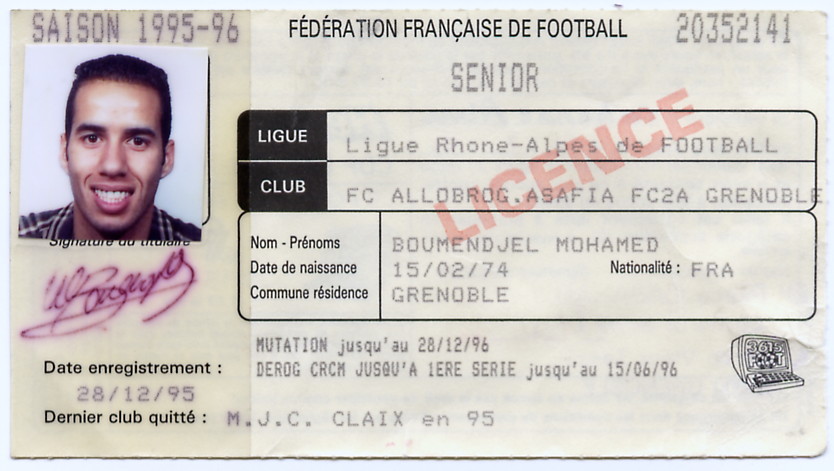 SAISON 1995-96 FÉDÉRATION FRANÇAISE DE FOOTBALL 20352141
SENIOR
LICENCE
LIGUE Ligue Rhone-Alpes de FOOTBALL
CLUB FC ALLOBROG.ASAFIA FC2A GRENOBLE
Signature du titulaire
Nom - Prénoms BOUMENDJEL MOHAMED
Date de naissance 15/02/74 Nationalité : FRA
Commune résidence GRENOBLE
MUTATION jusqu'au 28/12/96
DEROG CRCM JUSQU'A 1ERE SERIE jusqu'au 15/06/96
3615
FOOT
Date enregistrement :
28/12/95
Dernier club quitté : M.J.C. CLAIX en 95